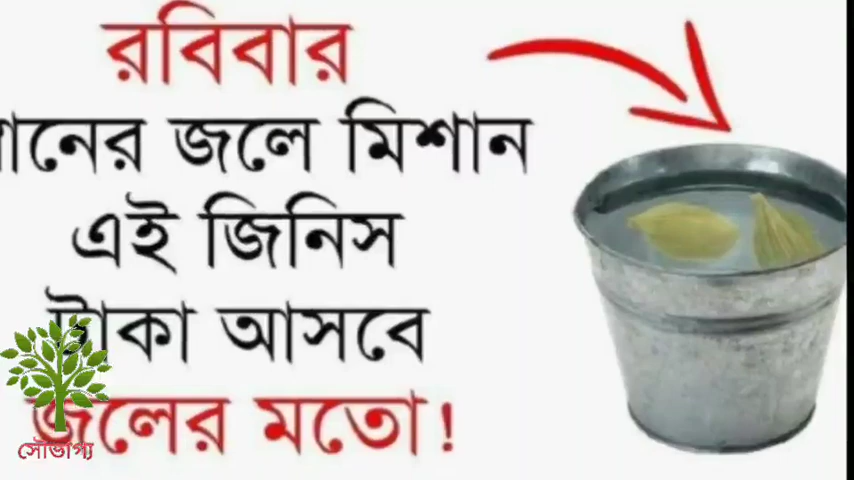 রবিবার
নের জলে মিশান
এই জিনিস
টাকা আসবে
জলের মতো!
সৌভাগ্য